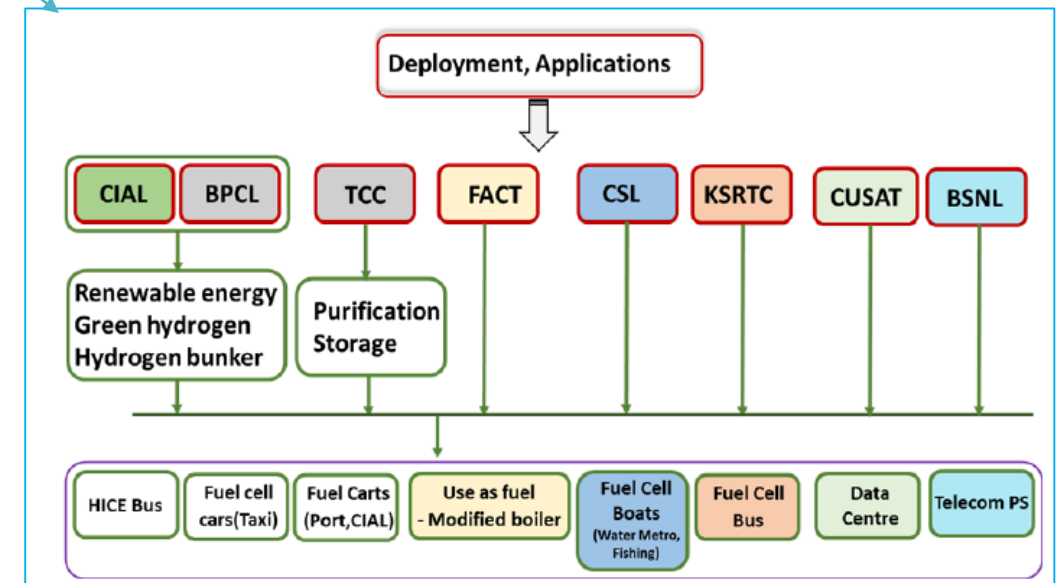 Deployment, Applications
CIAL
BPCL
TCC
FACT
CSL
KSRTC
CUSAT
BSNL
Renewable energy
Green hydrogen
Hydrogen bunker
Purification
Storage
HICE Bus
Fuel cell
cars(Taxi)
Fuel Carts
(Port,CIAL)
Use as fuel
- Modified boiler
Fuel Cell
Boats
(Water Metro,
Fishing)
Fuel Cell
Bus
Data
Centre
Telecom PS